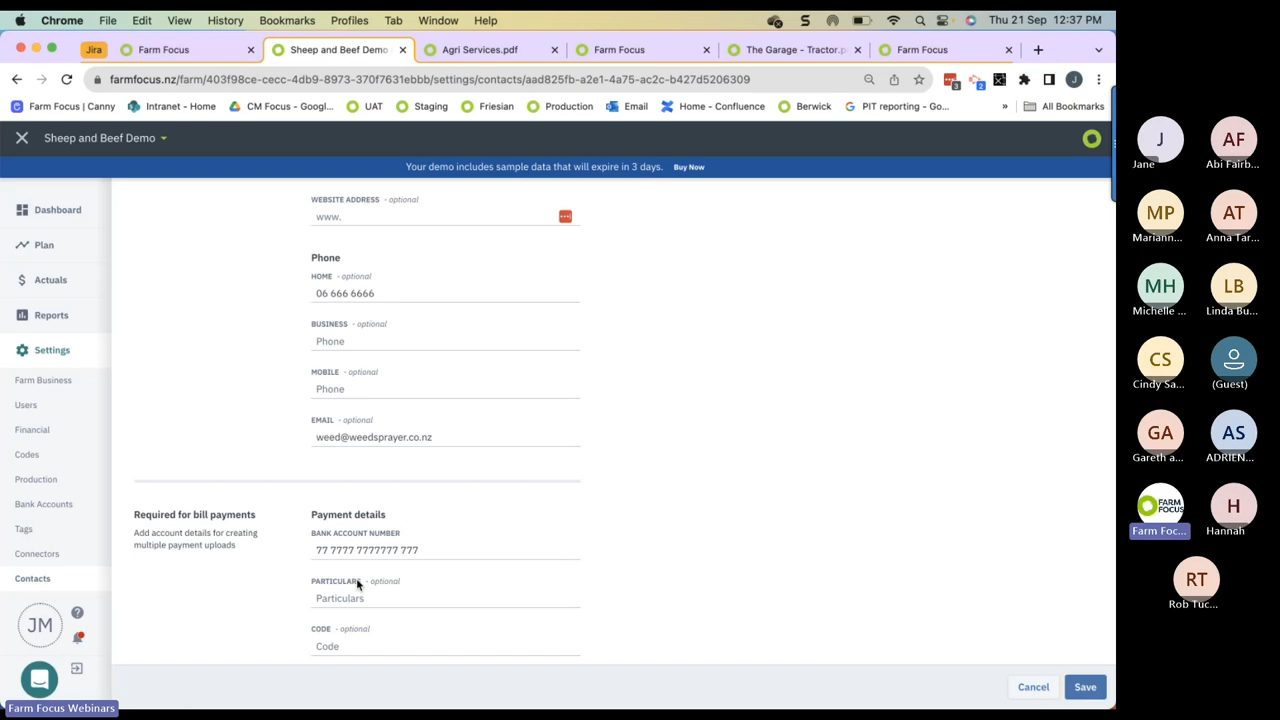 Chrome File Edit View History Bookmarks Profiles Tab Window Help Thu 21 Sep 12:37 PM
Jira Farm Focus Sheep and Beef Demo Agri Services.pdf Farm Focus The Garage - Tractor.p Farm Focus
farmfocus.nz/farm/403f98ce-cecc-4db9-8973-370f7631ebbb/settings/contacts/aad825fb-a2e1-4a75-ac2c-b427d5206309 3 2 J
Farm Focus | Canny Intranet - Home CM Focus - Googl... UAT Staging Friesian Production Email Home - Confluence Berwick PIT reporting - Go... » All Bookmarks
Sheep and Beef Demo
Your demo includes sample data that will expire in 3 days. Buy Now
Dashboard
Plan
Actuals
Reports
Settings
Farm Business
Users
Financial
Codes
Production
Bank Accounts
Tags
Connectors
Contacts
JM
WEBSITE ADDRESS - optional
www.
Phone
HOME - optional
06 666 6666
BUSINESS - optional
Phone
MOBILE - optional
Phone
EMAIL - optional
weed@weedsprayer.co.nz
Required for bill payments
Add account details for creating
multiple payment uploads
Payment details
BANK ACCOUNT NUMBER
77 7777 7777777 777
PARTICULARS - optional
Particulars
CODE - optional
Code
Cancel Save
Farm Focus Webinars
J AF
Jane Abi Fairb...
MP AT
Mariann... Anna Tar...
MH LB
Michelle ... Linda Bu...
CS
Cindy Sa... (Guest)
GA AS
Gareth a... ADRIEN...
FARM FOCUS H
Farm Foc... Hannah
RT
Rob Tuc...